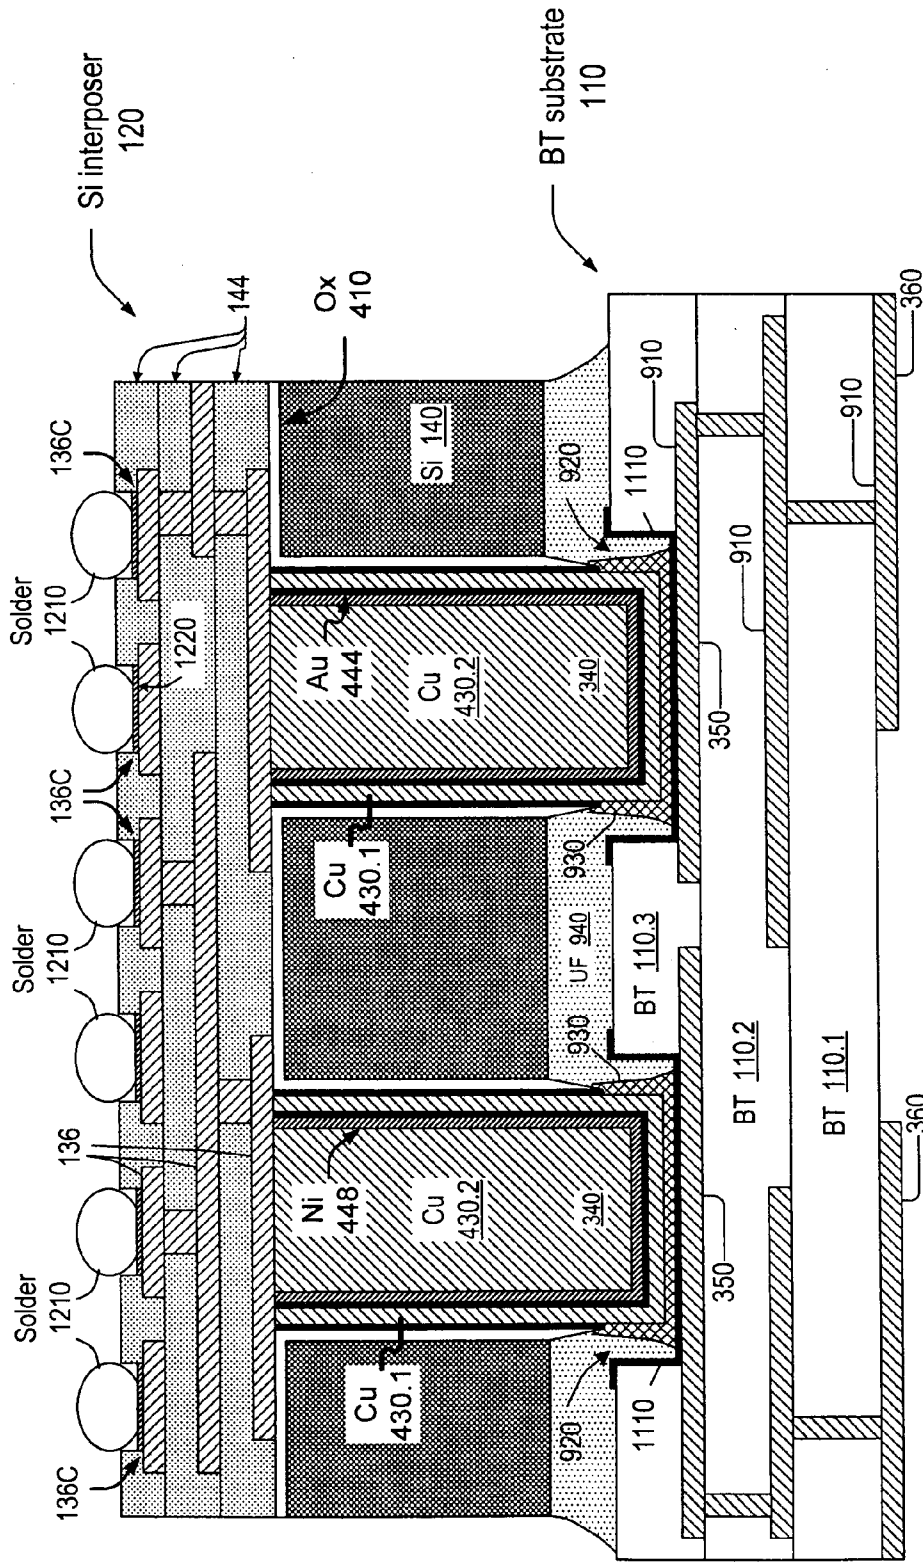 Si interposer
120
BT substrate
110
Solder
1210
Solder
1210
Solder
1210
136C
136
136C
136C
144
1220
Ox
410
Cu
430.1
Ni
448
Cu
430.2
340
Cu
430.1
Au
444
Cu
430.2
340
Si 140
920
1110
930
UF 940
930
920
1110
BT 110.3
910
350
350
910
BT 110.2
910
BT 110.1
360
360